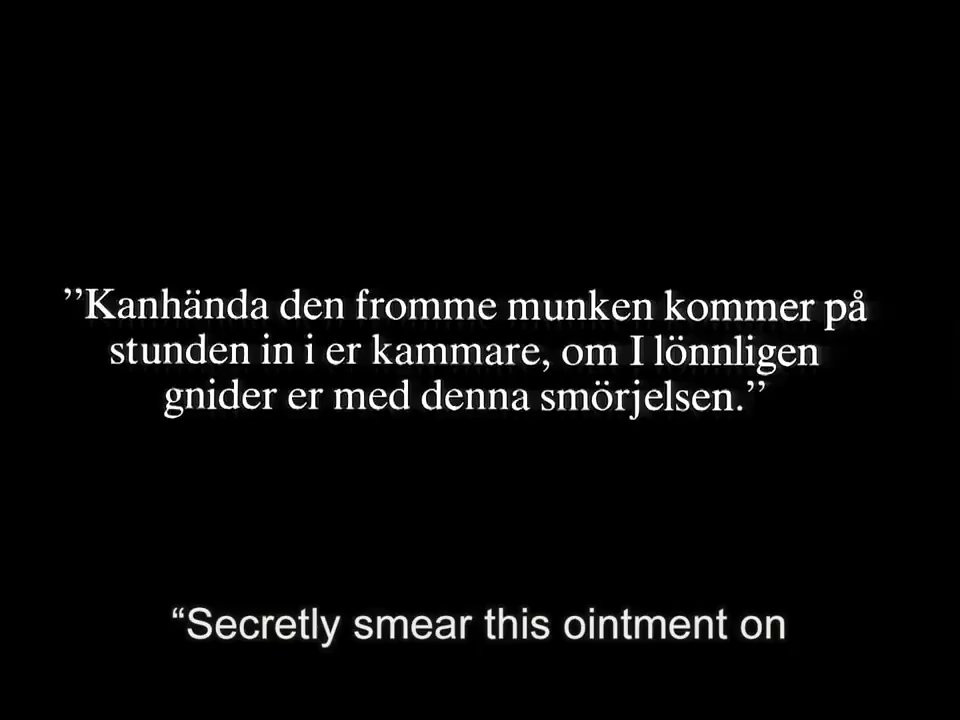 ”Kanhända den fromme munken kommer på
stunden in i er kammare, om I lönnligen
gnider er med denna smörjelsen.”
“Secretly smear this ointment on